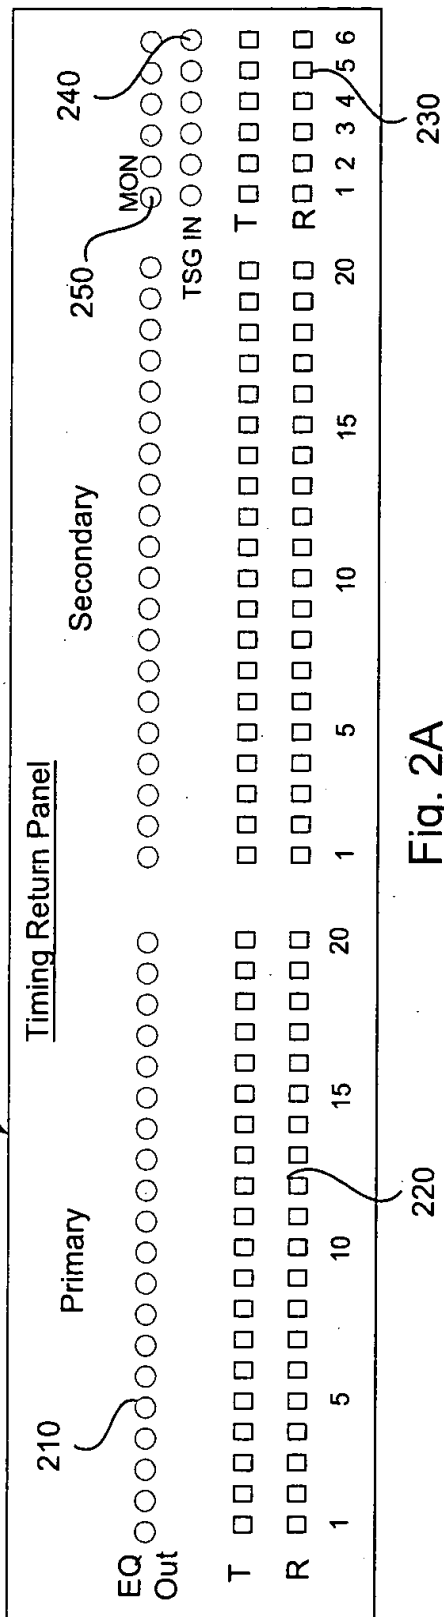 Timing Return Panel
Primary
Secondary
210
250
240
MON
EQ
Out
TSG IN
T
T
R
R
1 5 10 15 20 1 5 10 15 20 1 2 3 4 5 6
220
230
Fig. 2A